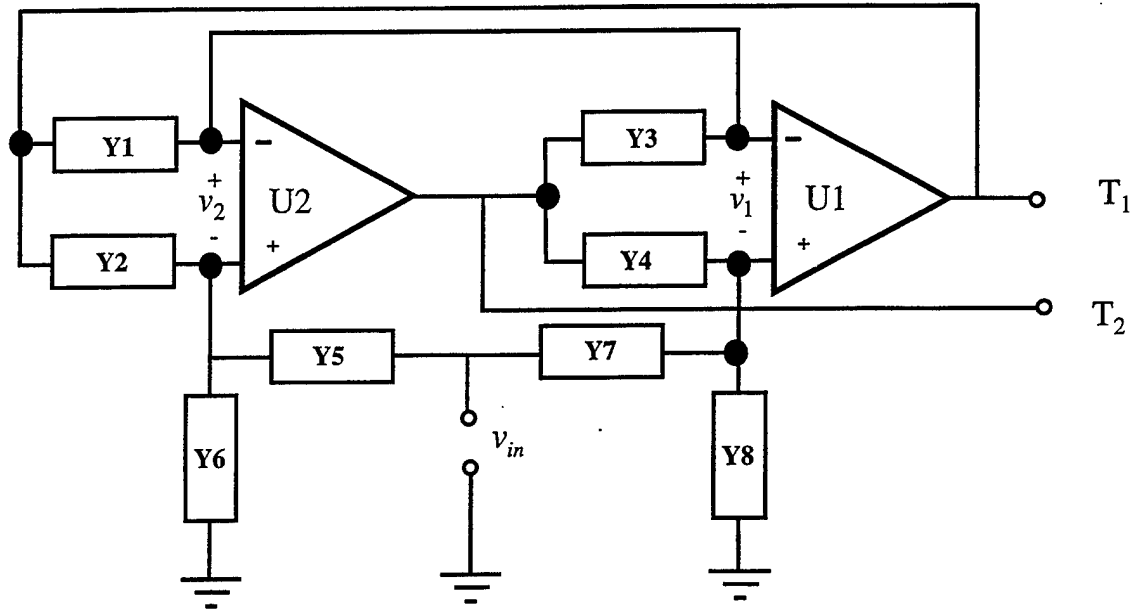 Y1
−
+
v2
-
U2
+
Y2
Y3
−
+
v1
-
U1
+
Y4
T1
T2
Y5
Y7
vin
Y6
Y8